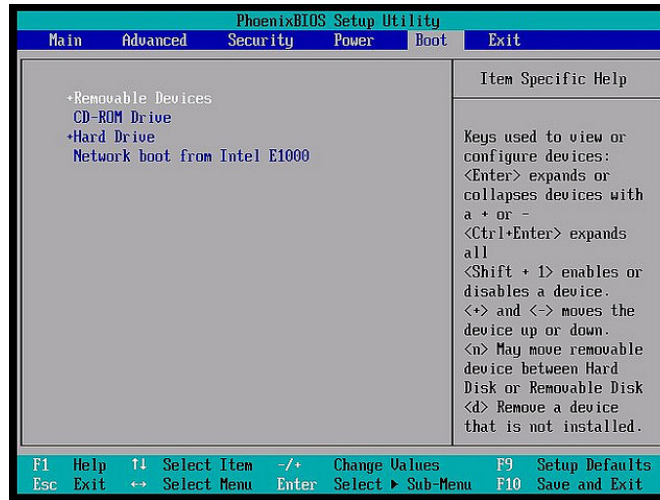 PhoenixBIOS Setup Utility
Main Advanced Security Power Boot Exit
+Removable Devices
CD-ROM Drive
+Hard Drive
Network boot from Intel E1000
Item Specific Help
Keys used to view or
configure devices:
<Enter> expands or
collapses devices with
a + or -
<Ctrl+Enter> expands
all
<Shift + 1> enables or
disables a device.
<+> and <-> moves the
device up or down.
<n> May move removable
device between Hard
Disk or Removable Disk
<d> Remove a device
that is not installed.
F1 Help ↑↓ Select Item -/+ Change Values F9 Setup Defaults
Esc Exit ↔ Select Menu Enter Select ▶ Sub-Menu F10 Save and Exit